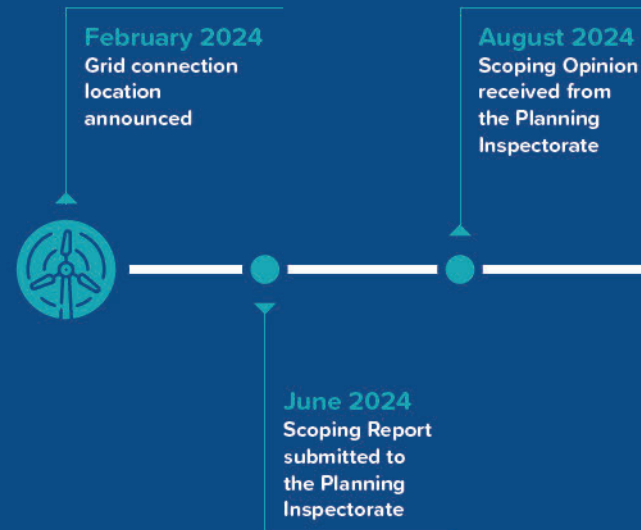 February 2024
Grid connection
location
announced
June 2024
Scoping Report
submitted to
the Planning
Inspectorate
August 2024
Scoping Opinion
received from
the Planning
Inspectorate